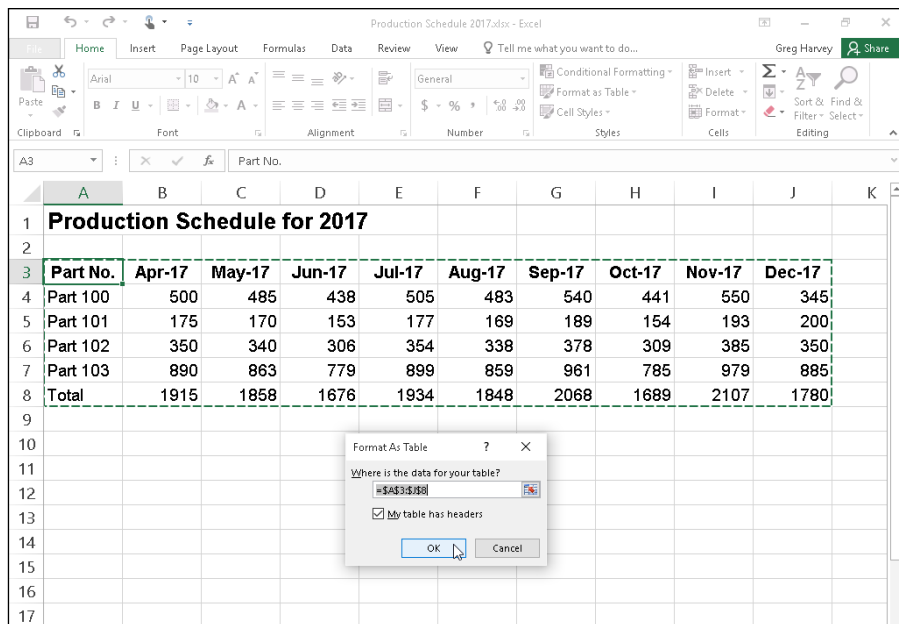 Production Schedule 2017.xlsx - Excel
File Home Insert Page Layout Formulas Data Review View Tell me what you want to do... Greg Harvey Share
Paste
Arial 10 A A
B I U A
General
$ % , .00 .0
Conditional Formatting
Format as Table
Cell Styles
Insert
Delete
Format
Σ
Sort & Filter
Find & Select
Clipboard Font Alignment Number Styles Cells Editing
A3 fx Part No.
A B C D E F G H I J K
1 Production Schedule for 2017
2
3 Part No. Apr-17 May-17 Jun-17 Jul-17 Aug-17 Sep-17 Oct-17 Nov-17 Dec-17
4 Part 100 500 485 438 505 483 540 441 550 345
5 Part 101 175 170 153 177 169 189 154 193 200
6 Part 102 350 340 306 354 338 378 309 385 350
7 Part 103 890 863 779 899 859 961 785 979 885
8 Total 1915 1858 1676 1934 1848 2068 1689 2107 1780
9
10
11
12
13
14
15
16
17
Format As Table ? X
Where is the data for your table?
=$A$3:$J$8
My table has headers
OK Cancel